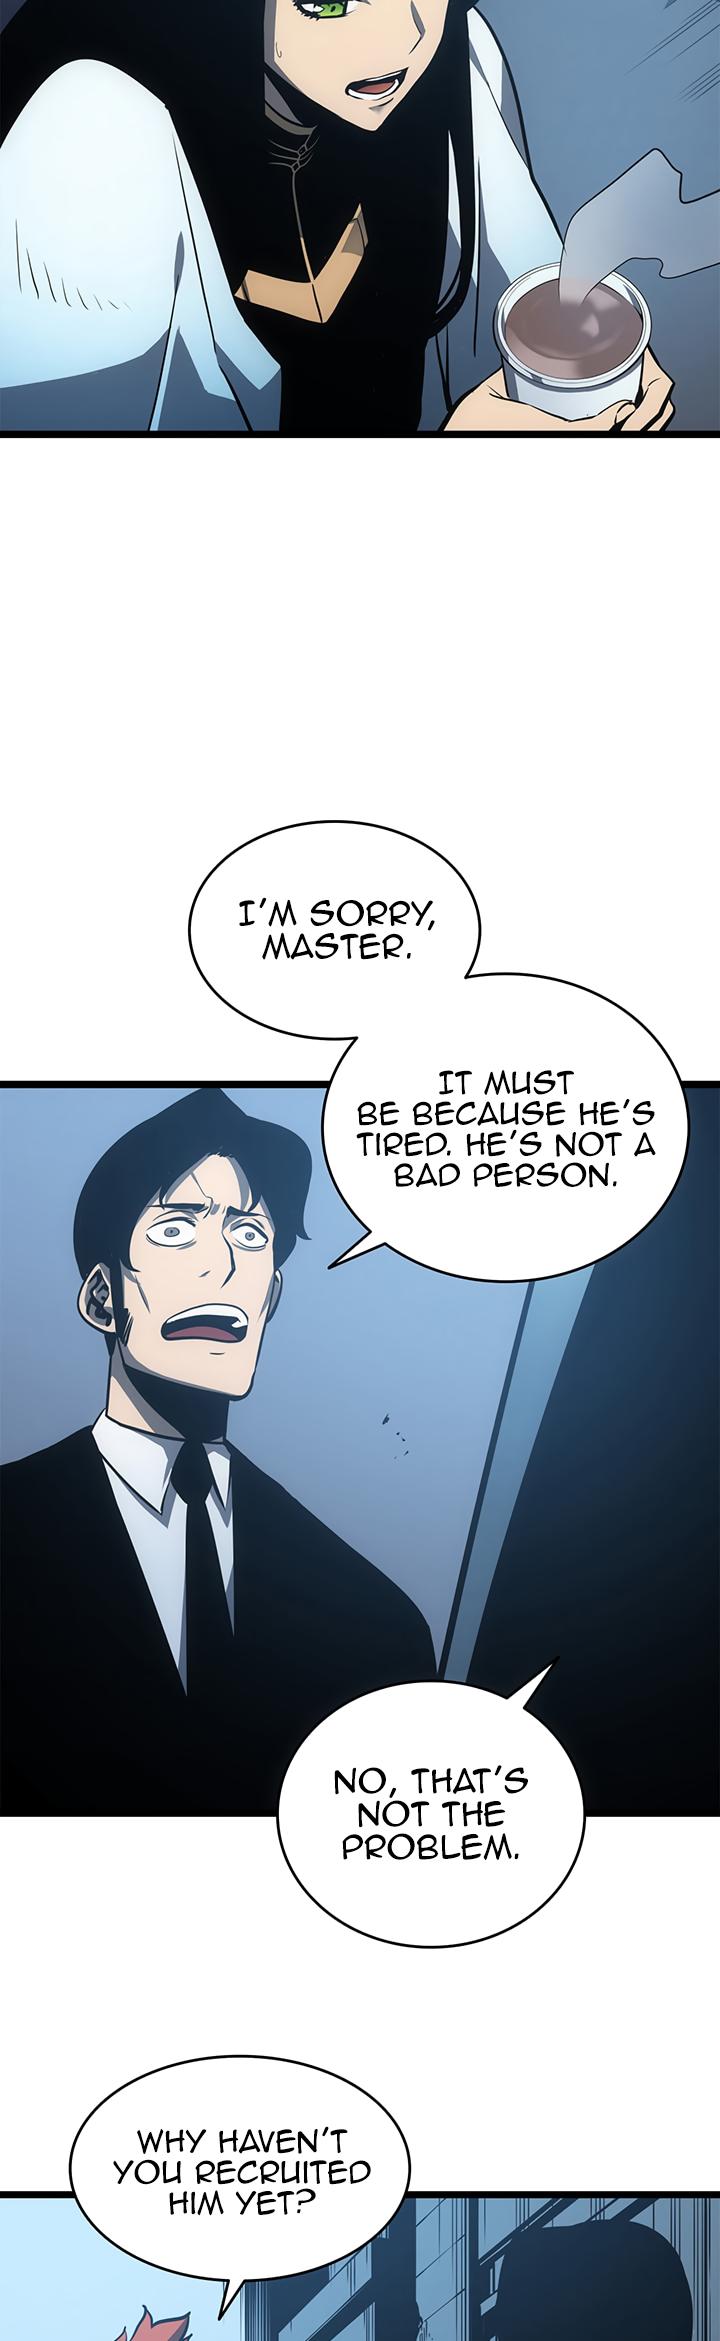 I'M SORRY,
MASTER.
IT MUST
BE BECAUSE HE'S
TIRED. HE'S NOT A
BAD PERSON.
NO, THAT'S
NOT THE
PROBLEM.
WHY HAVEN'T
YOU RECRUITED
HIM YET?